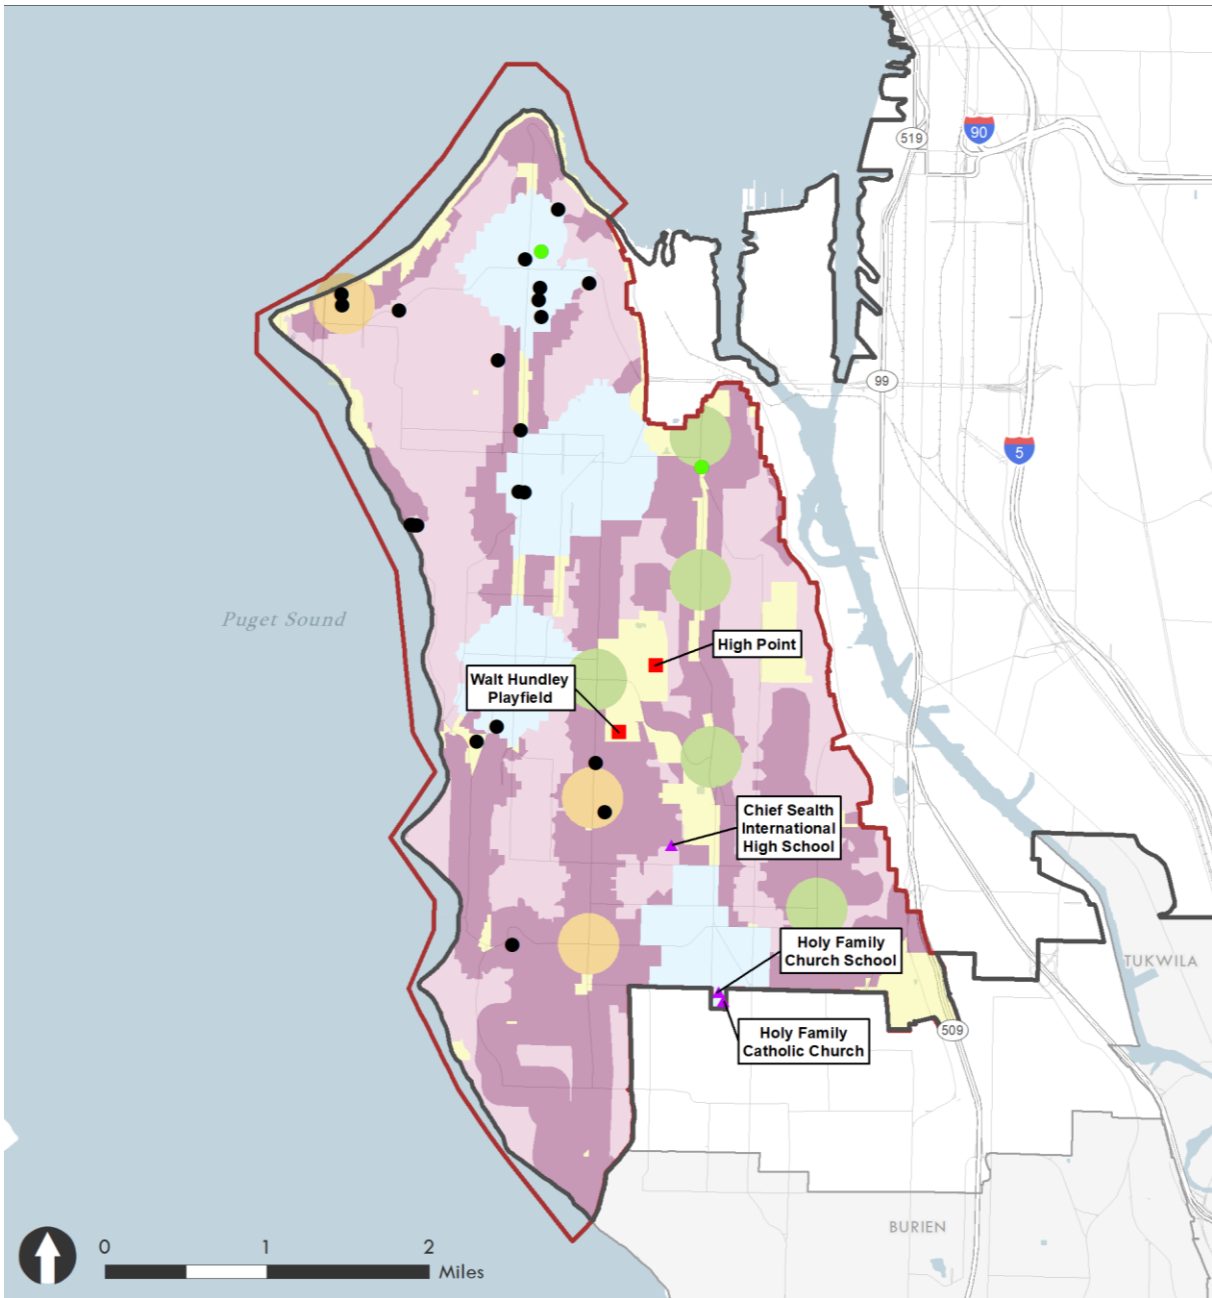 519
90
99
5
Puget Sound
High Point
Walt Hundley
Playfield
Chief Sealth
International
High School
Holy Family
Church School
TUKWILA
509
Holy Family
Catholic Church
BURIEN
0 1 2
Miles